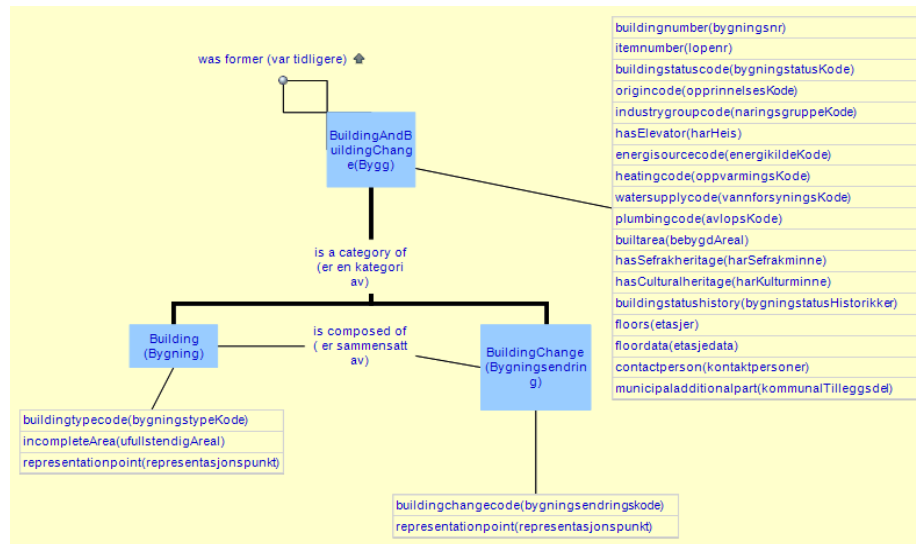 was former (var tidligere)
BuildingAndB
uildingChang
e(Bygg)
buildingnumber(bygningsnr)
itemnumber(lopenr)
buildingstatuscode(bygningstatusKode)
origincode(opprinnelsesKode)
industrygroupcode(naringsgruppeKode)
hasElevator(harHeis)
energisourcecode(energikildeKode)
heatingcode(oppvarmingsKode)
watersupplycode(vannforsyningsKode)
plumbingcode(avlopsKode)
builtarea(bebygdAreal)
hasSefrakheritage(harSefrakminne)
hasCulturalheritage(harKulturminne)
buildingstatushistory(bygningstatusHistorikker)
floors(etasjer)
floordata(etasjedata)
contactperson(kontaktpersoner)
municipaladditionalpart(kommunalTilleggsdel)
is a category of
(er en kategori
av)
Building
(Bygning)
is composed of
( er sammensatt
av)
BuildingChange
(Bygningsendrin
g)
buildingtypecode(bygningstypeKode)
incompleteArea(ufullstendigAreal)
representationpoint(representasjonspunkt)
buildingchangecode(bygningsendringskode)
representationpoint(representasjonspunkt)